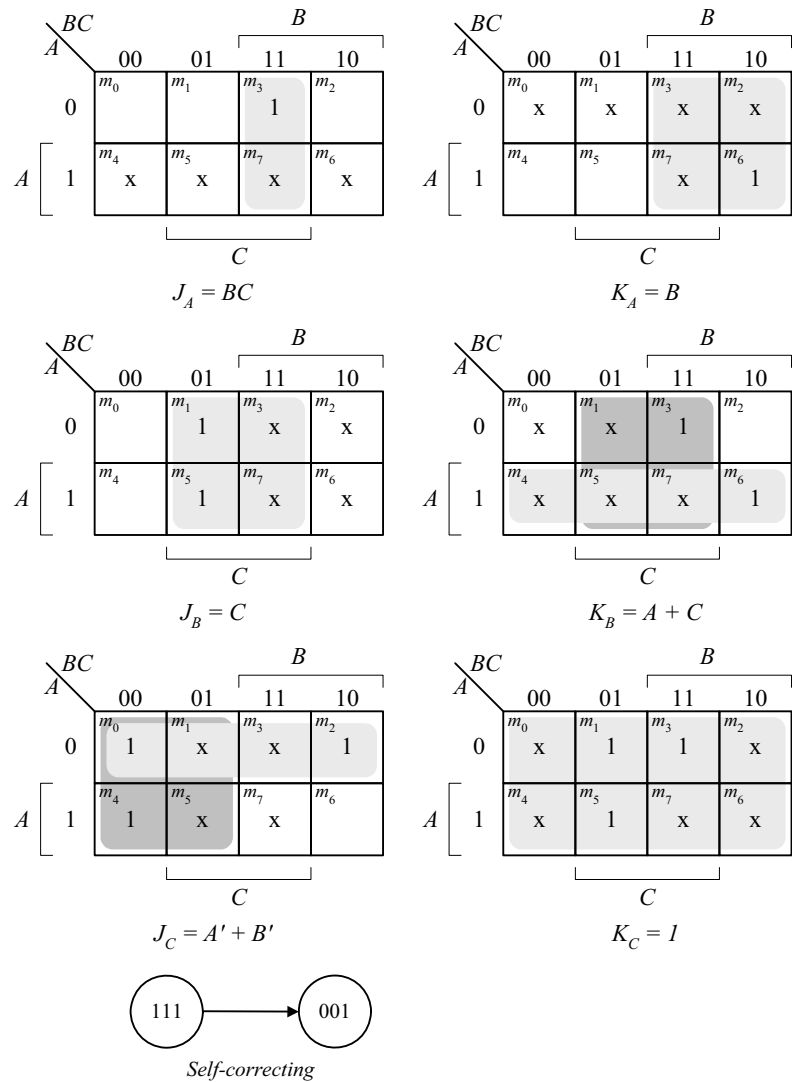 BC B BC B
A 00 01 11 10 A 00 01 11 10
m0 m1 m3 m2 m0 m1 m3 m2
0 1 0 x x x x
m4 m5 m7 m6 m4 m5 m7 m6
A 1 x x x x A 1 x 1
C C
J_A = BC K_A = B
BC B BC B
A 00 01 11 10 A 00 01 11 10
m0 m1 m3 m2 m0 m1 m3 m2
0 1 x x 0 x x 1
m4 m5 m7 m6 m4 m5 m7 m6
A 1 1 x x A 1 x x x 1
C C
J_B = C K_B = A + C
BC B BC B
A 00 01 11 10 A 00 01 11 10
m0 m1 m3 m2 m0 m1 m3 m2
0 1 x x 1 0 x 1 1 x
m4 m5 m7 m6 m4 m5 m7 m6
A 1 1 x x A 1 x 1 x x
C C
J_C = A' + B' K_C = 1
111 001
Self-correcting